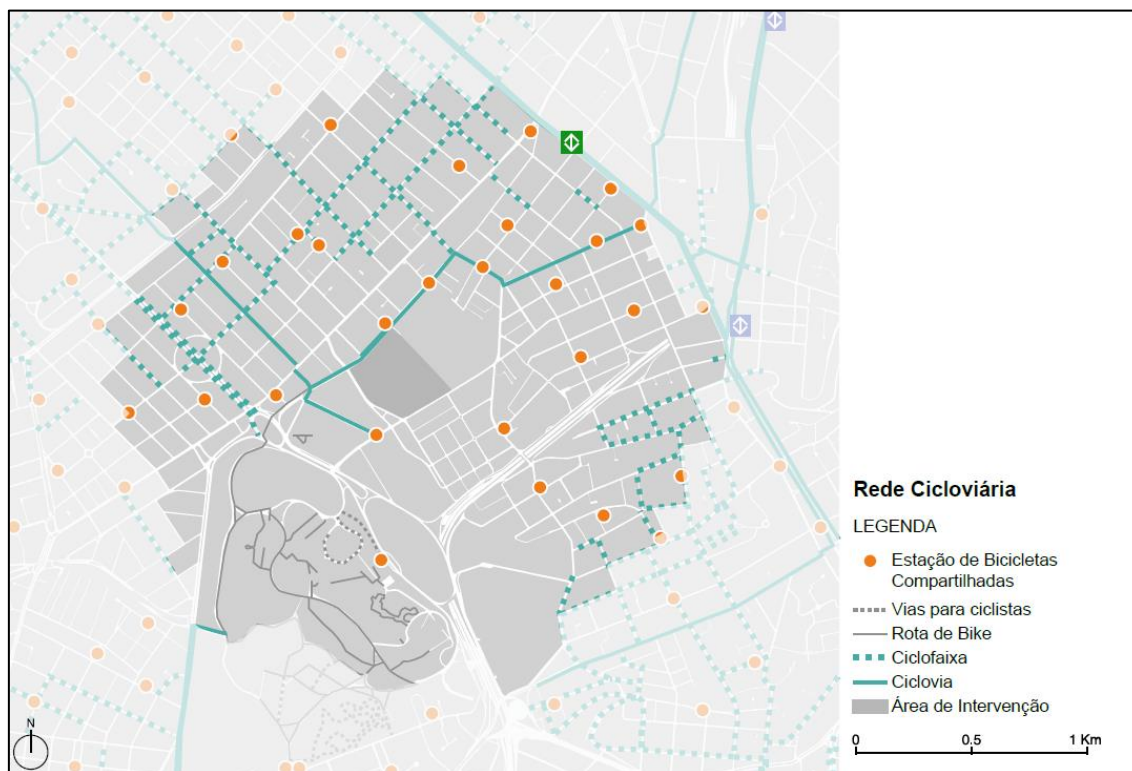 Rede Cicloviária
LEGENDA
Estação de Bicicletas
Compartilhadas
Vias para ciclistas
Rota de Bike
Ciclofaixa
Ciclovia
Área de Intervenção
N
0 0.5 1 Km